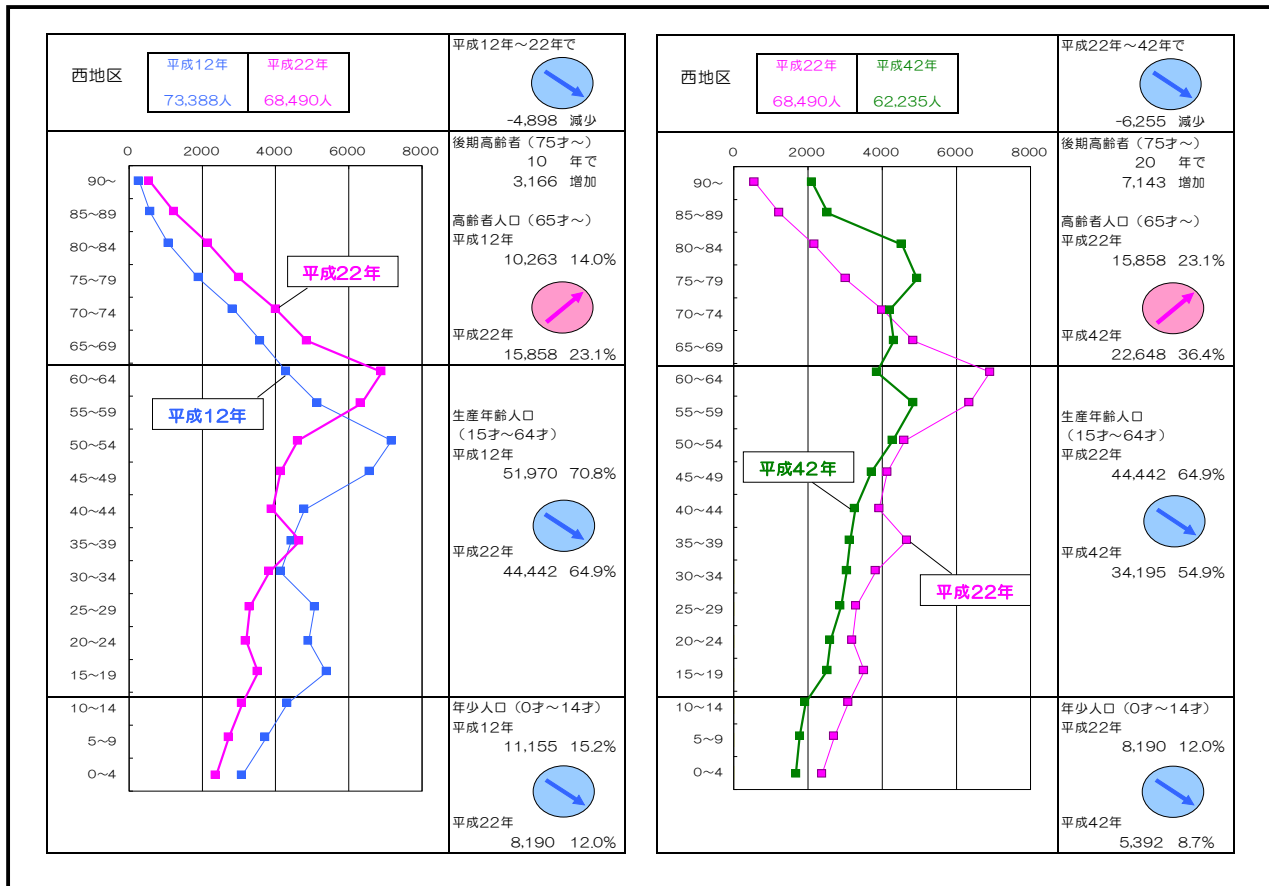 西地区
平成12年 平成22年
73,388人 68,490人
平成12年～22年で
-4,898 減少
0 2000 4000 6000 8000
90～
85～89
80～84
75～79
70～74
65～69
60～64
55～59
50～54
45～49
40～44
35～39
30～34
25～29
20～24
15～19
10～14
5～9
0～4
平成22年
平成12年
後期高齢者（75才～）
10 年で
3,166 増加
高齢者人口（65才～）
平成12年
10,263 14.0%
平成22年
15,858 23.1%
生産年齢人口
（15才～64才）
平成12年
51,970 70.8%
平成22年
44,442 64.9%
年少人口（0才～14才）
平成12年
11,155 15.2%
平成22年
8,190 12.0%
西地区
平成22年 平成42年
68,490人 62,235人
平成22年～42年で
-6,255 減少
0 2000 4000 6000 8000
90～
85～89
80～84
75～79
70～74
65～69
60～64
55～59
50～54
45～49
40～44
35～39
30～34
25～29
20～24
15～19
10～14
5～9
0～4
平成42年
平成22年
後期高齢者（75才～）
20 年で
7,143 増加
高齢者人口（65才～）
平成22年
15,858 23.1%
平成42年
22,648 36.4%
生産年齢人口
（15才～64才）
平成22年
44,442 64.9%
平成42年
34,195 54.9%
年少人口（0才～14才）
平成22年
8,190 12.0%
平成42年
5,392 8.7%